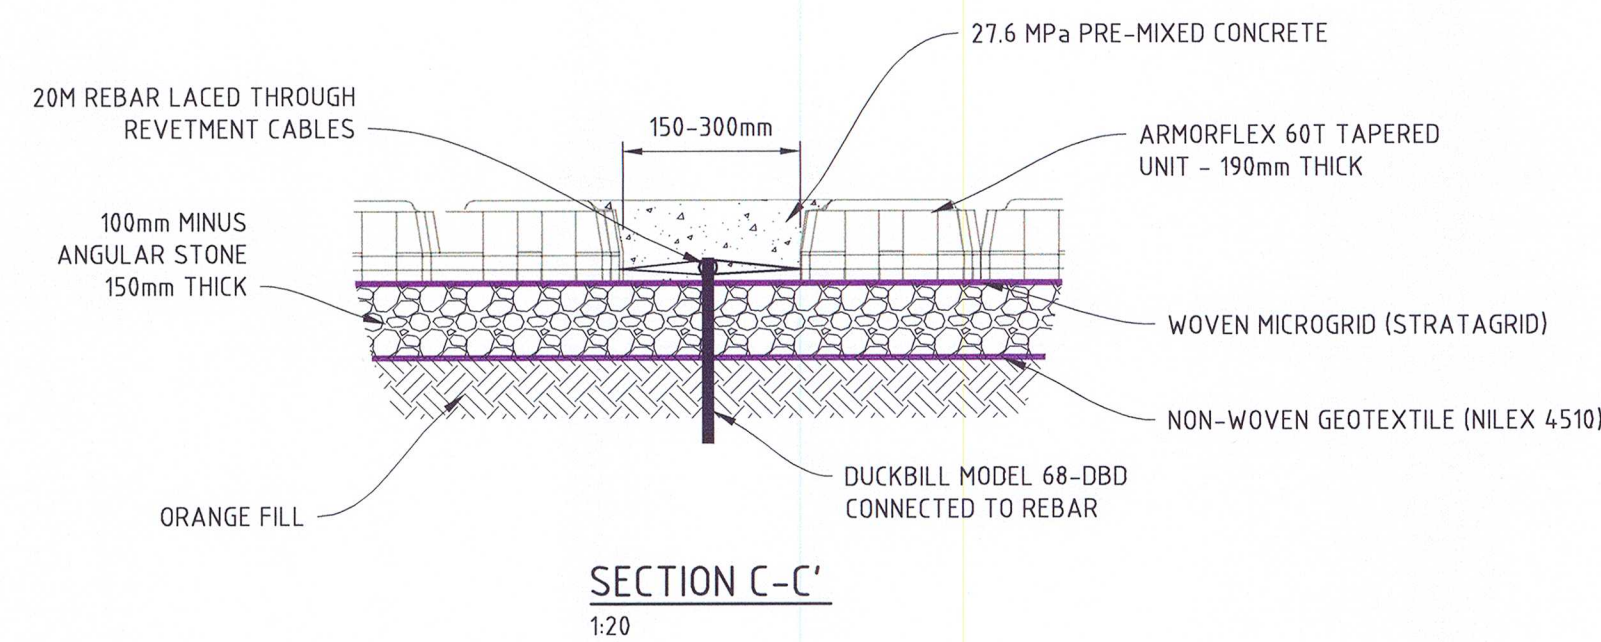 27.6 MPa PRE-MIXED CONCRETE
20M REBAR LACED THROUGH
REVETMENT CABLES
150-300mm
ARMORFLEX 60T TAPERED
UNIT - 190mm THICK
100mm MINUS
ANGULAR STONE
150mm THICK
WOVEN MICROGRID (STRATAGRID)
NON-WOVEN GEOTEXTILE (NILEX 4510)
DUCKBILL MODEL 68-DBD
CONNECTED TO REBAR
ORANGE FILL
SECTION C-C'
1:20